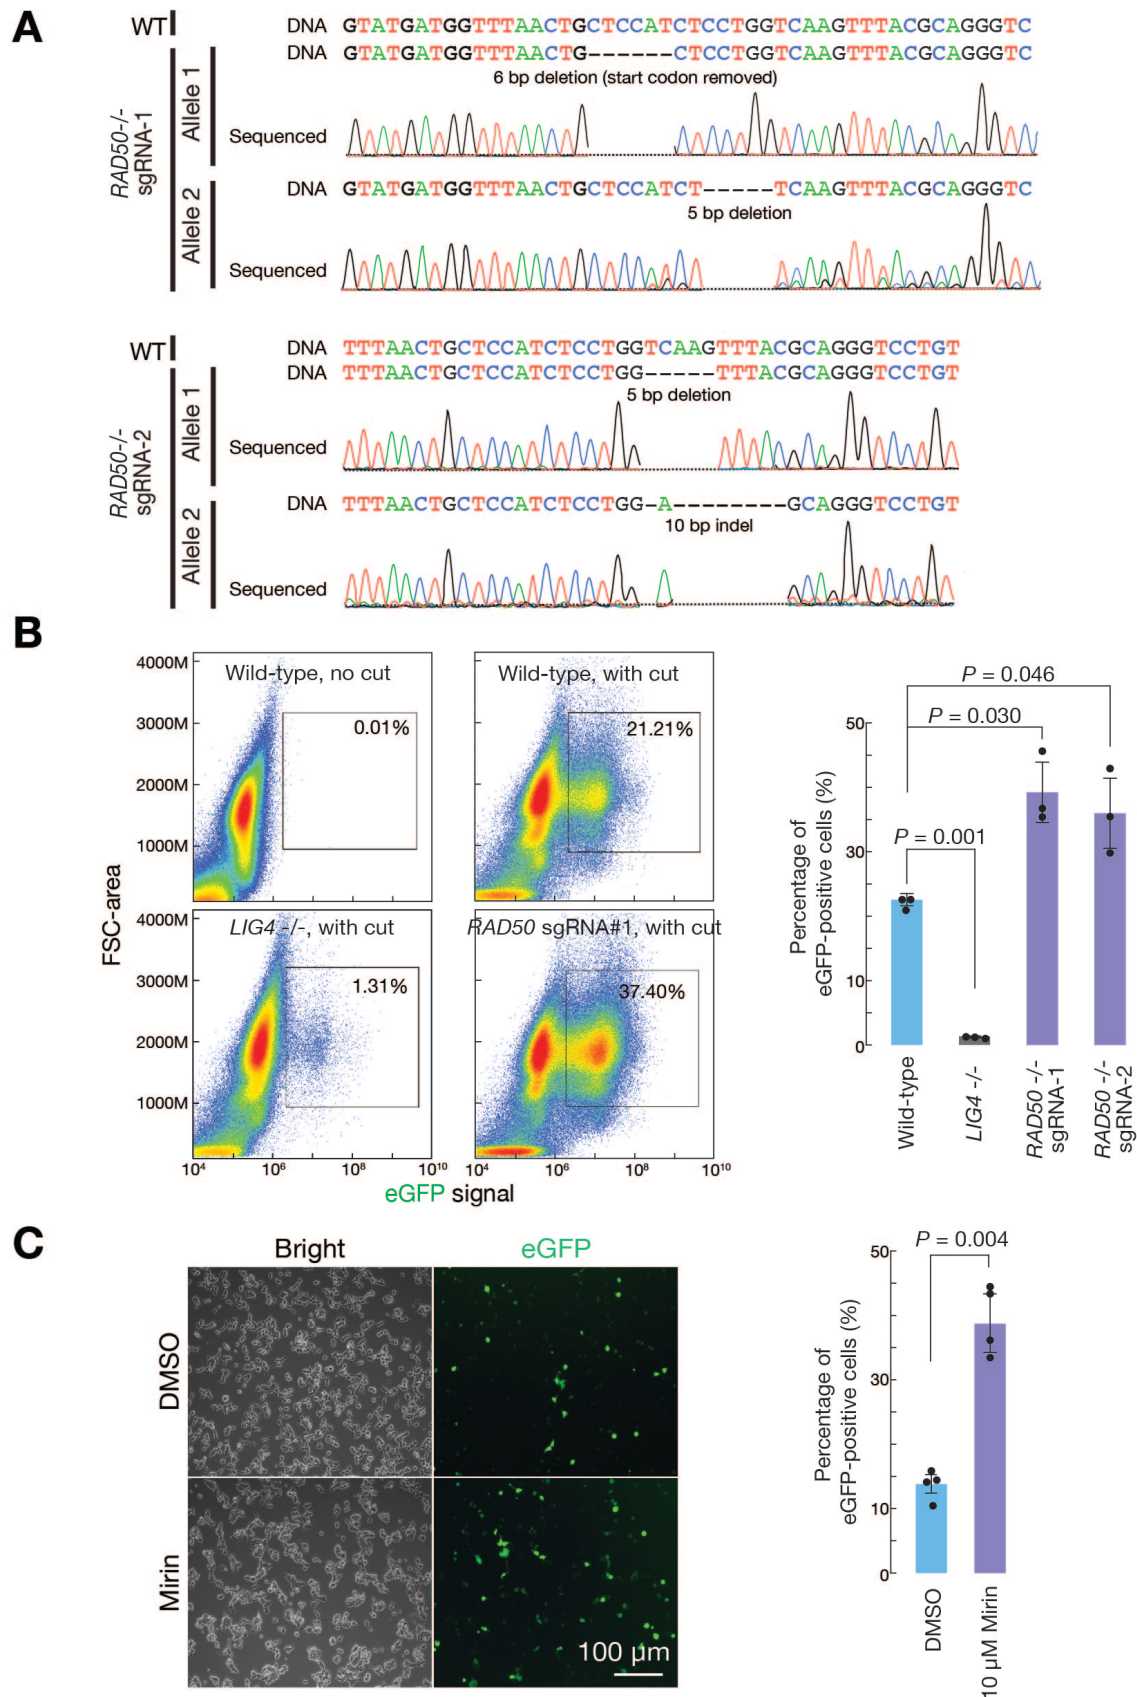 A
WT DNA GTATGATGGTTTAACTGCTCCATCTCCTGGTCAAGTTTACGCAGGGTC
RAD50-/- sgRNA-1
Allele 1
DNA GTATGATGGTTTAACTG------CTCCTGGTCAAGTTTACGCAGGGTC
6 bp deletion (start codon removed)
Sequenced
Allele 2
DNA GTATGATGGTTTAACTGCTCCATCT-----TCAAGTTTACGCAGGGTC
5 bp deletion
Sequenced
WT DNA TTTAACTGCTCCATCTCCTGGTCAAGTTTACGCAGGGTCCTGT
RAD50-/- sgRNA-2
Allele 1
DNA TTTAACTGCTCCATCTCCTGG-----TTTACGCAGGGTCCTGT
5 bp deletion
Sequenced
Allele 2
DNA TTTAACTGCTCCATCTCCTGG-A--------GCAGGGTCCTGT
10 bp indel
Sequenced
B
FSC-area
4000M
3000M
2000M
1000M
Wild-type, no cut
0.01%
Wild-type, with cut
21.21%
4000M
3000M
2000M
1000M
LIG4 -/-, with cut
1.31%
RAD50 sgRNA#1, with cut
37.40%
10⁴ 10⁶ 10⁸ 10¹⁰
10⁴ 10⁶ 10⁸ 10¹⁰
eGFP signal
Percentage of
eGFP-positive cells (%)
50
30
10
0
P = 0.046
P = 0.030
P = 0.001
Wild-type
LIG4 -/-
RAD50 -/-
sgRNA-1
RAD50 -/-
sgRNA-2
C
Bright eGFP
DMSO
Mirin
100 µm
Percentage of
eGFP-positive cells (%)
50
30
10
0
P = 0.004
DMSO
10 µM Mirin